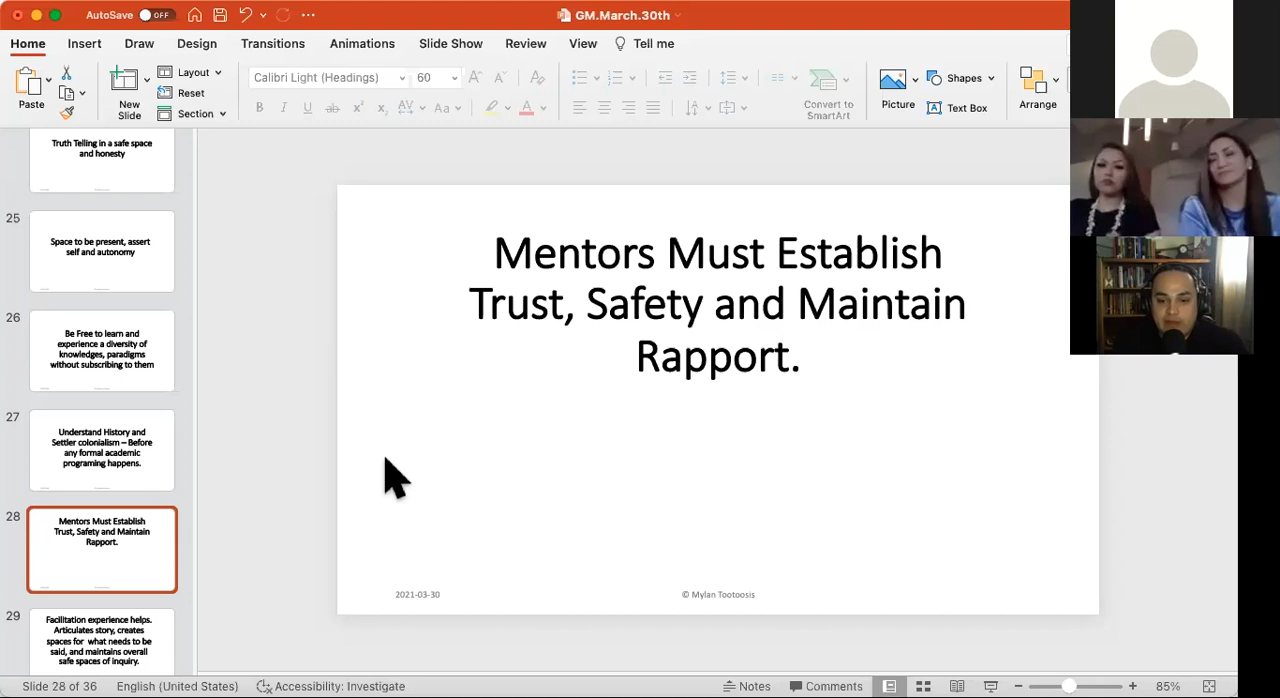 AutoSave OFF
GM.March.30th
Home Insert Draw Design Transitions Animations Slide Show Review View Tell me
Paste
New
Slide
Layout
Reset
Section
Calibri Light (Headings) 60
Convert to
SmartArt
Picture
Shapes
Text Box
Arrange
Truth Telling in a safe space
and honesty
25
Space to be present, assert
self and autonomy
26
Be Free to learn and
experience a diversity of
knowledges, paradigms
without subscribing to them
27
Understand History and
Settler colonialism – Before
any formal academic
programing happens.
28
Mentors Must Establish
Trust, Safety and Maintain
Rapport.
29
Facilitation experience helps.
Articulates story, creates
spaces for what needs to be
said, and maintains overall
safe spaces of inquiry.
Mentors Must Establish
Trust, Safety and Maintain
Rapport.
2021-03-30
© Mylan Tootoosis
Slide 28 of 36 English (United States) Accessibility: Investigate Notes Comments 85%